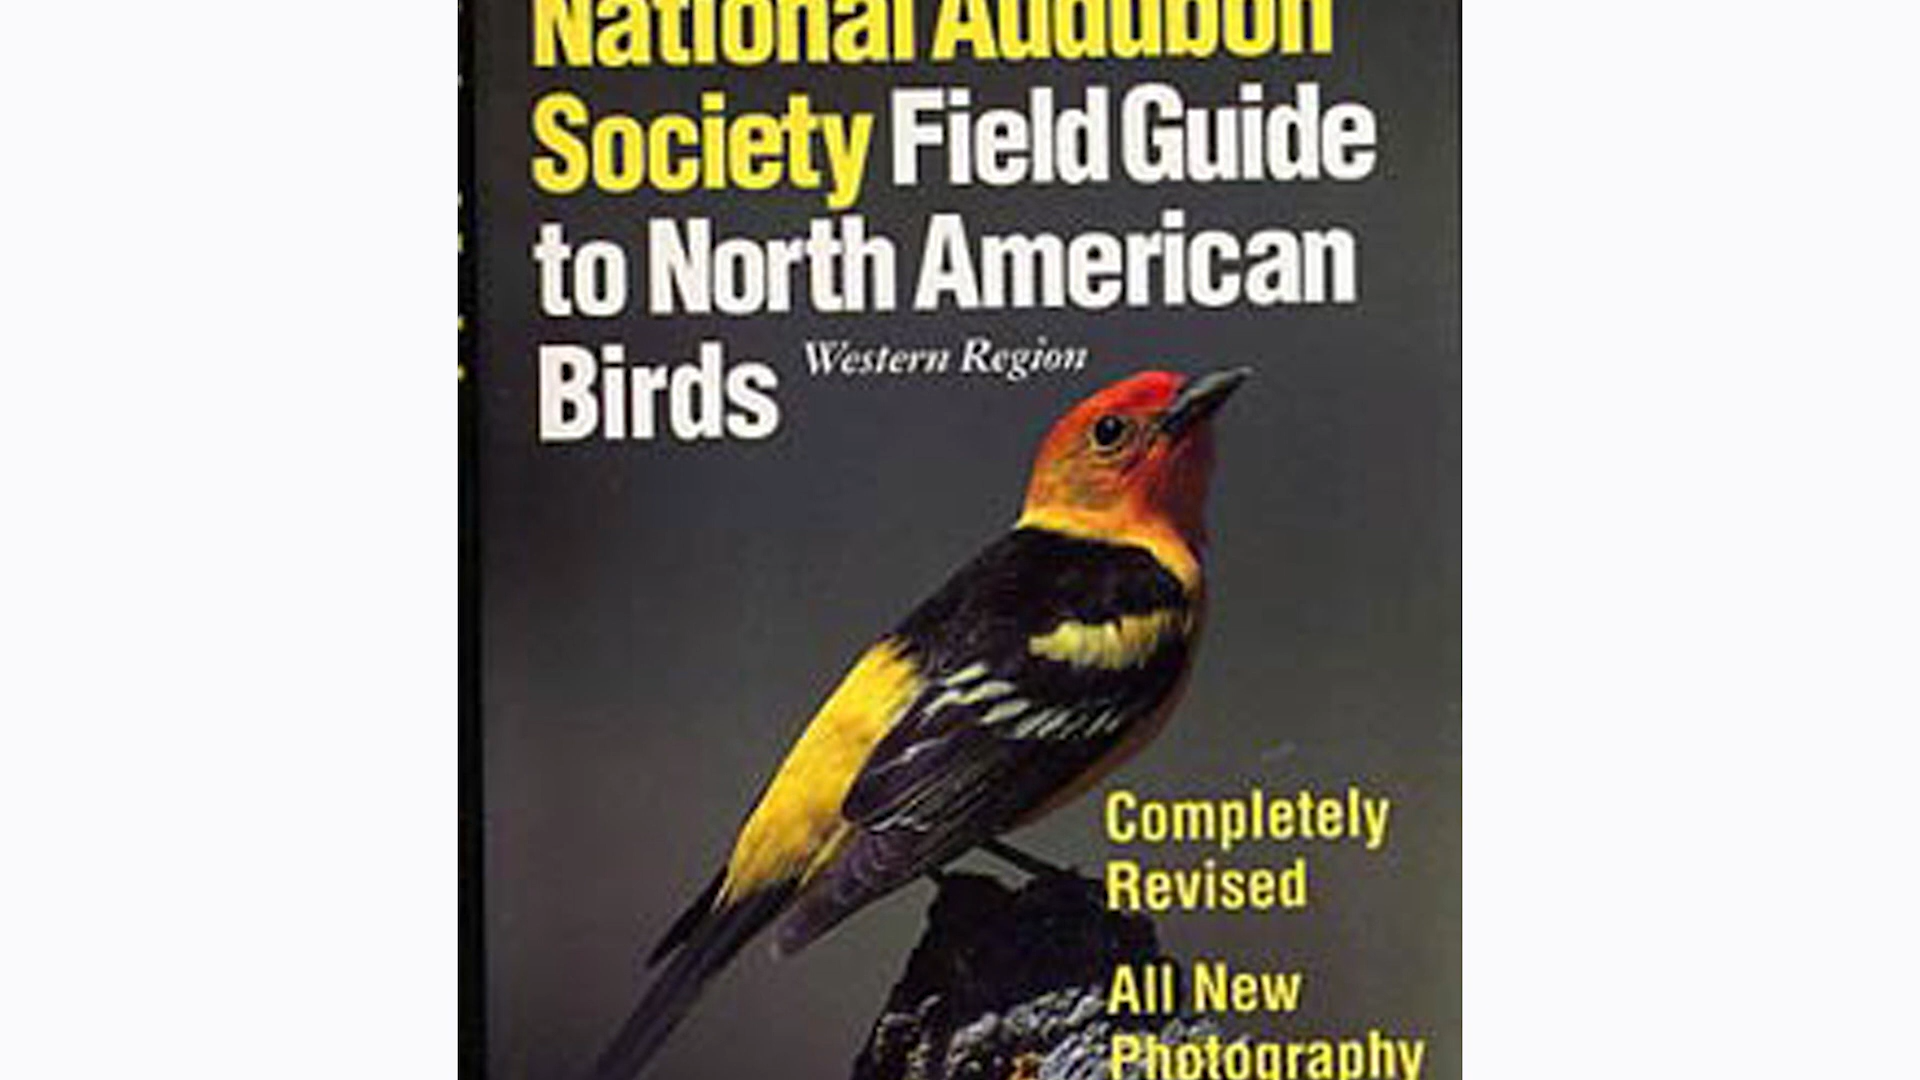 National Audubon
Society Field Guide
to North American
Birds Western Region
Completely
Revised
All New
Photography